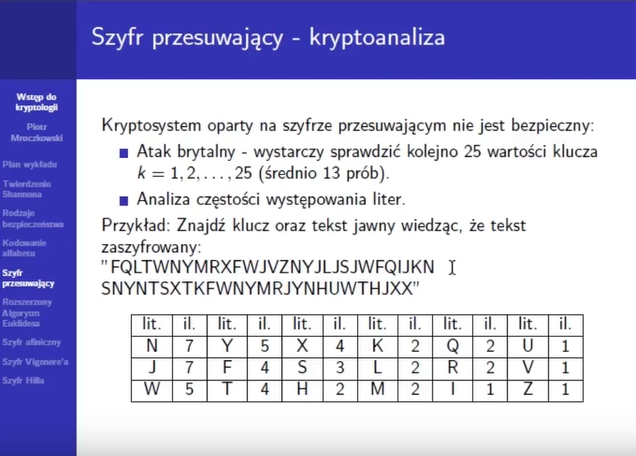 Szyfr przesuwający - kryptoanaliza
Wstęp do
kryptologii
Piotr
Mroczkowski
Plan wykładu
Twierdzenie
Shannona
Rodzaje
bezpieczeństwa
Kodowanie
alfabetu
Szyfr
przesuwający
Rozszerzony
Algorytm
Euklidesa
Szyfr afiniczny
Szyfr Vigenere'a
Szyfr Hilla
Kryptosystem oparty na szyfrze przesuwającym nie jest bezpieczny:
Atak brytalny - wystarczy sprawdzić kolejno 25 wartości klucza
k = 1, 2, . . . , 25 (średnio 13 prób).
Analiza częstości występowania liter.
Przykład: Znajdź klucz oraz tekst jawny wiedząc, że tekst
zaszyfrowany:
"FQLTWNYMRXFWJVZNYJLJSJWFQIJKN
SNYNTSXTKFWNYMRJYNHUWTHJXX"
lit. il. lit. il. lit. il. lit. il. lit. il. lit. il.
N 7 Y 5 X 4 K 2 Q 2 U 1
J 7 F 4 S 3 L 2 R 2 V 1
W 5 T 4 H 2 M 2 I 1 Z 1